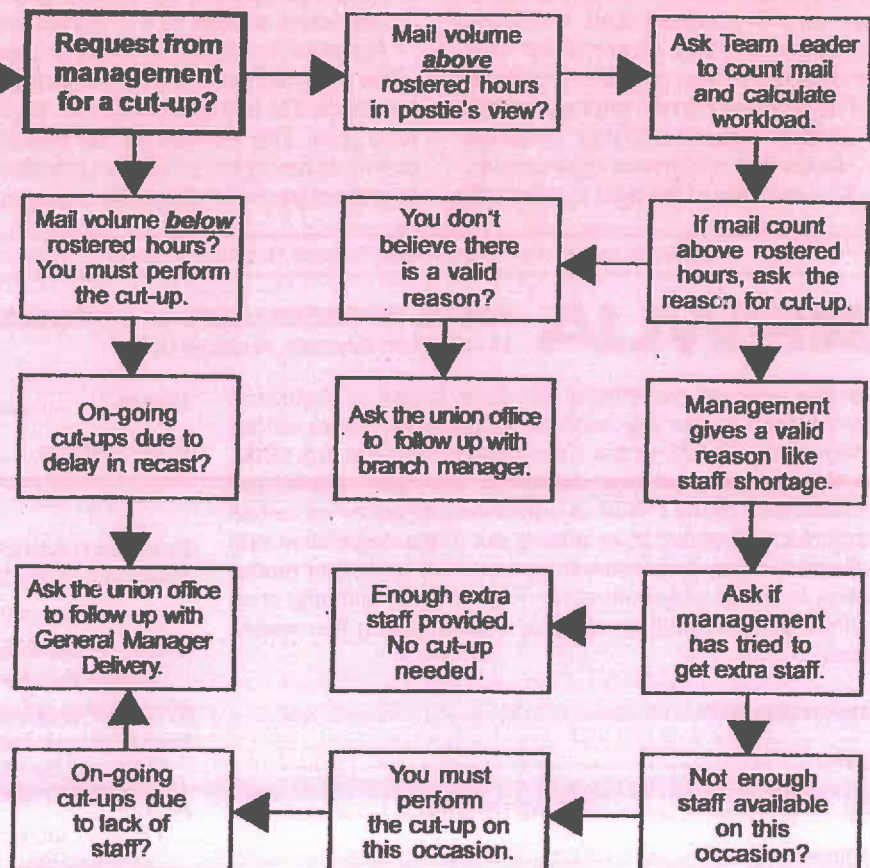 Request from
management
for a cut-up?
Mail volume
above
rostered hours
in postie's view?
Ask Team Leader
to count mail
and calculate
workload.
Mail volume below
rostered hours?
You must perform
the cut-up.
You don't
believe there
is a valid
reason?
If mail count
above rostered
hours, ask the
reason for cut-up.
On-going
cut-ups due to
delay in recast?
Ask the union office
to follow up with
branch manager.
Management
gives a valid
reason like
staff shortage.
Ask the union office
to follow up with
General Manager
Delivery.
Enough extra
staff provided.
No cut-up
needed.
Ask if
management
has tried to
get extra staff.
On-going
cut-ups due
to lack of
staff?
You must
perform
the cut-up on
this occasion.
Not enough
staff available
on this
occasion?